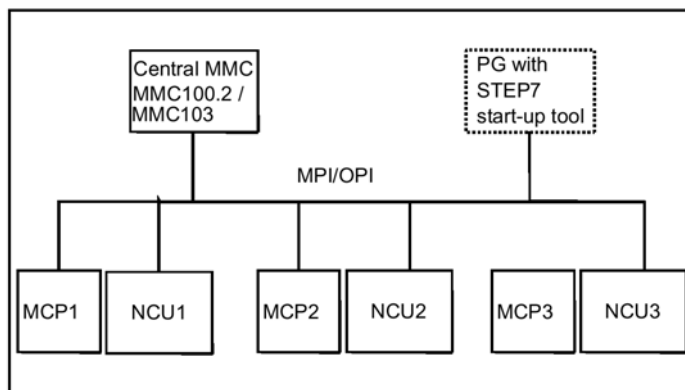 Central MMC
MMC100.2 /
MMC103
PG with
STEP7
start-up tool
MPI/OPI
MCP1
NCU1
MCP2
NCU2
MCP3
NCU3